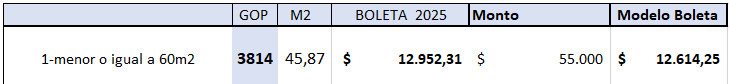 GOP M2 BOLETA 2025 Monto Modelo Boleta
1-menor o igual a 60m2 3814 45,87 $ 12.952,31 $ 55.000 $ 12.614,25